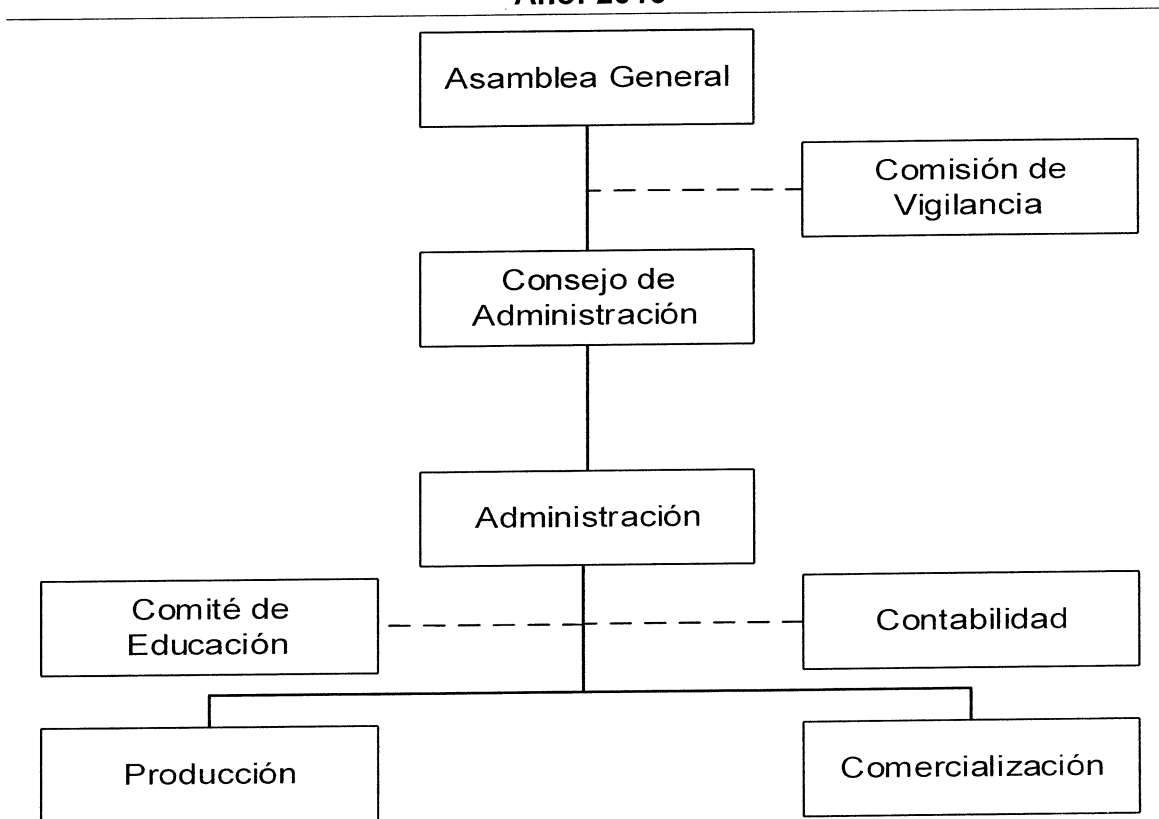 Asamblea General
Comisión de
Vigilancia
Consejo de
Administración
Administración
Comité de
Educación
Contabilidad
Producción
Comercialización